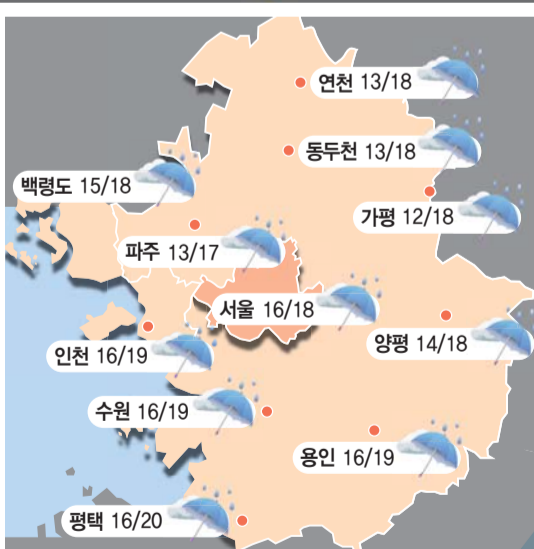 연천 13/18
동두천 13/18
백령도 15/18
가평 12/18
파주 13/17
서울 16/18
양평 14/18
인천 16/19
수원 16/19
용인 16/19
평택 16/20